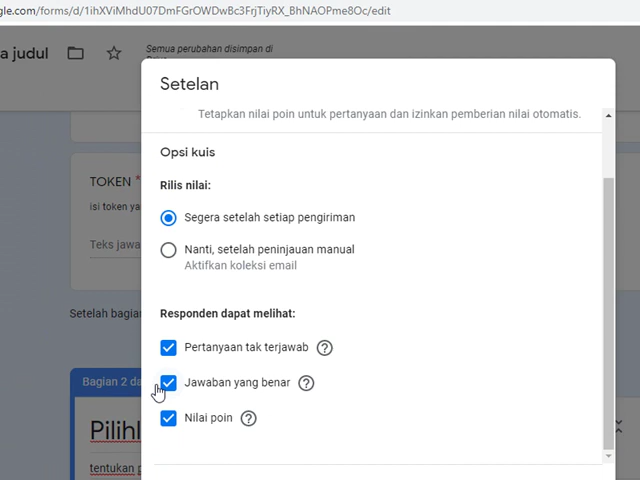 gle.com/forms/d/1ihXViMhdU07DmFGrOWDwBc3FrjTiyRX_BhNAOPme8Oc/edit
a judul
Semua perubahan disimpan di
Setelan
Tetapkan nilai poin untuk pertanyaan dan izinkan pemberian nilai otomatis.
Opsi kuis
TOKEN *
Rilis nilai:
isi token ya
Segera setelah setiap pengiriman
Teks jawa
Nanti, setelah peninjauan manual
Aktifkan koleksi email
Setelah bagian
Responden dapat melihat:
Pertanyaan tak terjawab
Bagian 2 da
Jawaban yang benar
Nilai poin
Pilihl
tentukan p